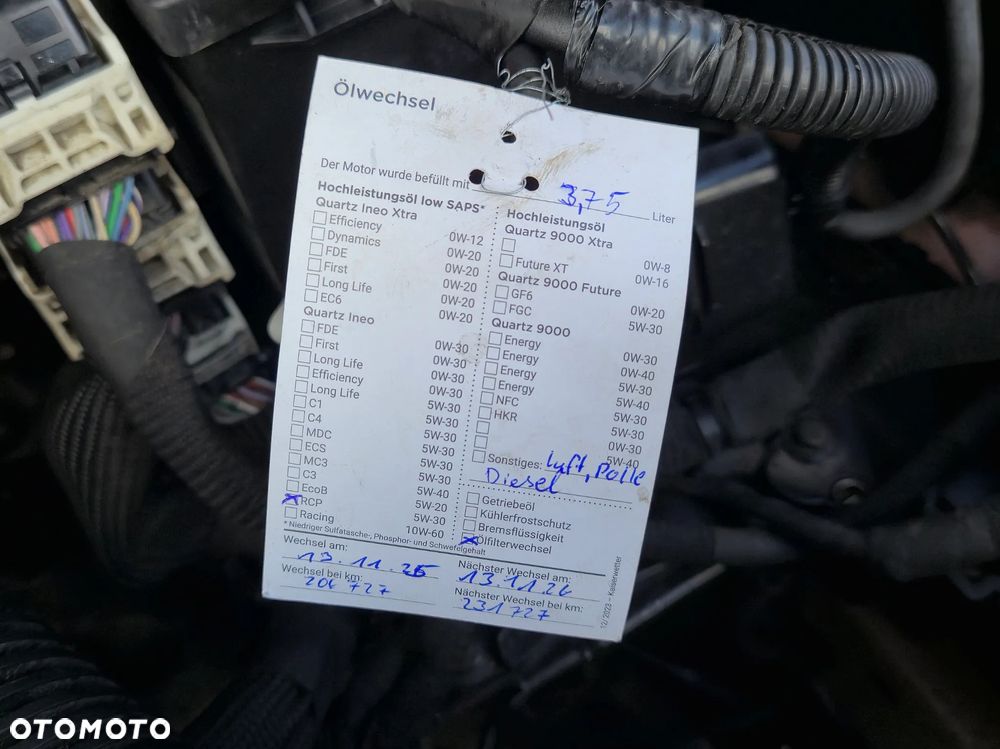 Ölwechsel
Der Motor wurde befüllt mit 3,75 Liter
Hochleistungsöl low SAPS*
Quartz Ineo Xtra
Efficiency 0W-12
Dynamics 0W-20
FDE 0W-20
First 0W-20
Long Life 0W-20
EC6 0W-20
Quartz Ineo
FDE 0W-30
First 0W-30
Long Life 0W-30
Efficiency 0W-30
Long Life 5W-30
C1 5W-30
C4 5W-30
MDC 5W-30
ECS 5W-30
MC3 5W-30
C3 5W-40
EcoB 5W-20
RCP 5W-30
Racing 10W-60
* Niedriger Sulfatasche-, Phosphor- und Schwefelgehalt
Hochleistungsöl
Quartz 9000 Xtra
0W-8
Future XT 0W-16
Quartz 9000 Future
GF6 0W-20
FGC 5W-30
Quartz 9000
Energy 0W-30
Energy 0W-40
Energy 5W-30
Energy 5W-40
NFC 5W-30
HKR 5W-30
0W-30
5W-40
Sonstiges: Luft, Polle
Diesel
Getriebeöl
Kühlerfrostschutz
Bremsflüssigkeit
Ölfilterwechsel
Wechsel am: 13.11.25
Nächster Wechsel am: 13.11.26
Wechsel bei km: 201 727
Nächster Wechsel bei km: 231727
12/2023 - Kaiserwetter
OTOMOTO